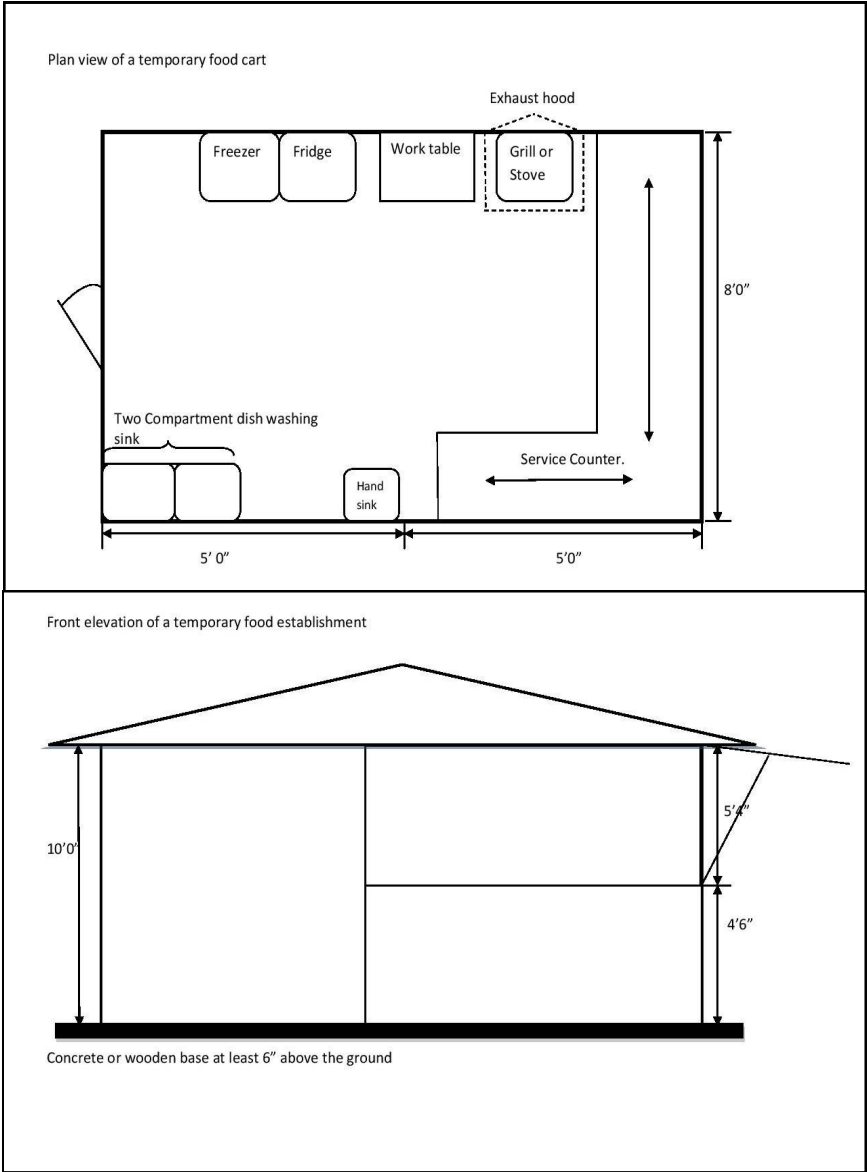 Plan view of a temporary food cart
Exhaust hood
Freezer
Fridge
Work table
Grill or
Stove
8’0”
Two Compartment dish washing
sink
Service Counter.
Hand
sink
5’ 0”
5’0”
Front elevation of a temporary food establishment
5’4”
10’0’
4’6”
Concrete or wooden base at least 6” above the ground